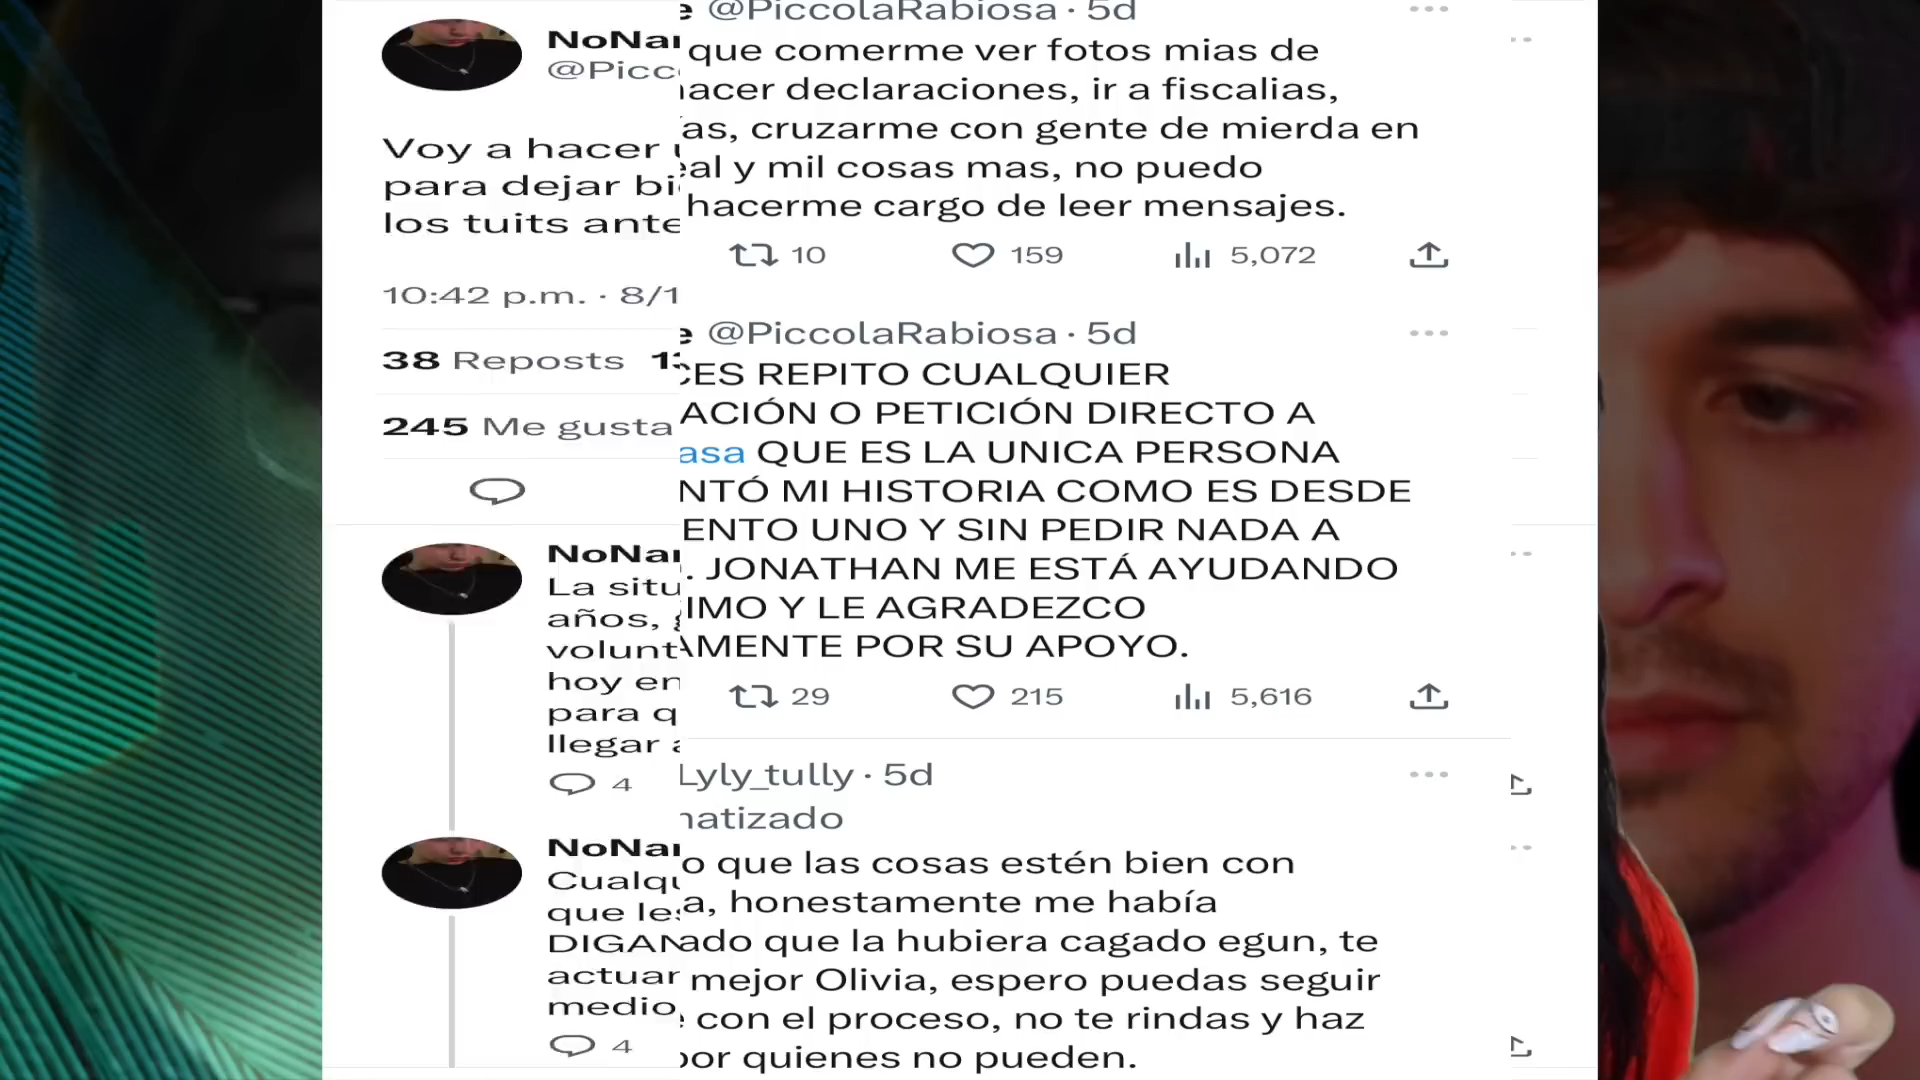 NoNa
@Picc
Voy a hacer
para dejar bi
los tuits ante
10:42 p.m. · 8/1
38 Reposts
245 Me gusta
NoNa
La situ
años,
volunt
hoy en
para q
llegar
4
NoNa
Cualqu
que les
DIGAN
actuar
medio
4
e @PiccolaRabiosa · 5d
que comerme ver fotos mias de
hacer declaraciones, ir a fiscalias,
as, cruzarme con gente de mierda en
eal y mil cosas mas, no puedo
hacerme cargo de leer mensajes.
10 159 5,072
e @PiccolaRabiosa · 5d
CES REPITO CUALQUIER
ACIÓN O PETICIÓN DIRECTO A
asa QUE ES LA UNICA PERSONA
NTÓ MI HISTORIA COMO ES DESDE
ENTO UNO Y SIN PEDIR NADA A
. JONATHAN ME ESTÁ AYUDANDO
IMO Y LE AGRADEZCO
AMENTE POR SU APOYO.
29 215 5,616
Lyly_tully · 5d
matizado
o que las cosas estén bien con
a, honestamente me había
ado que la hubiera cagado egun, te
mejor Olivia, espero puedas seguir
con el proceso, no te rindas y haz
por quienes no pueden.